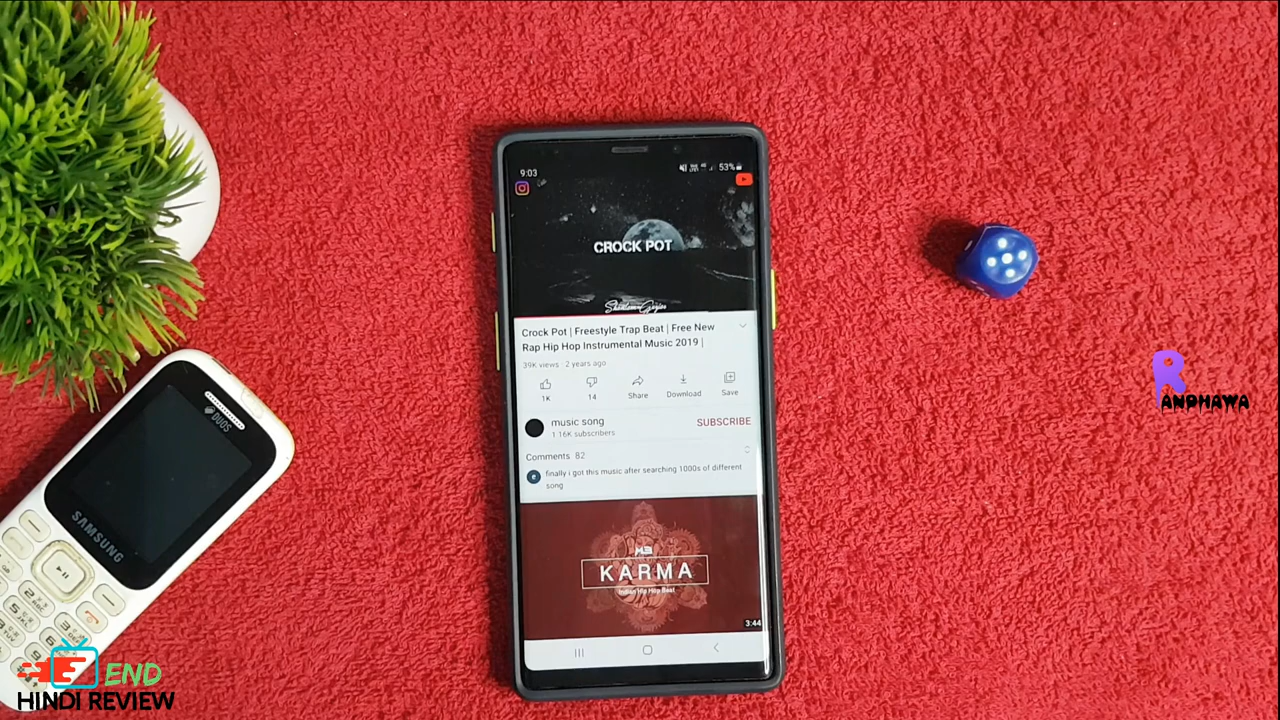 9:03
53%
CROCK POT
Crock Pot | Freestyle Trap Beat | Free New
Rap Hip Hop Instrumental Music 2019 |
39K views · 2 years ago
1K
14
Share
Download
Save
music song
1.16K subscribers
SUBSCRIBE
Comments 82
finally i got this music after searching 1000s of different
song
M3
KARMA
Indian Hip Hop Beat
3:44
DUOS
SAMSUNG
RANDHAWA
END
HINDI REVIEW